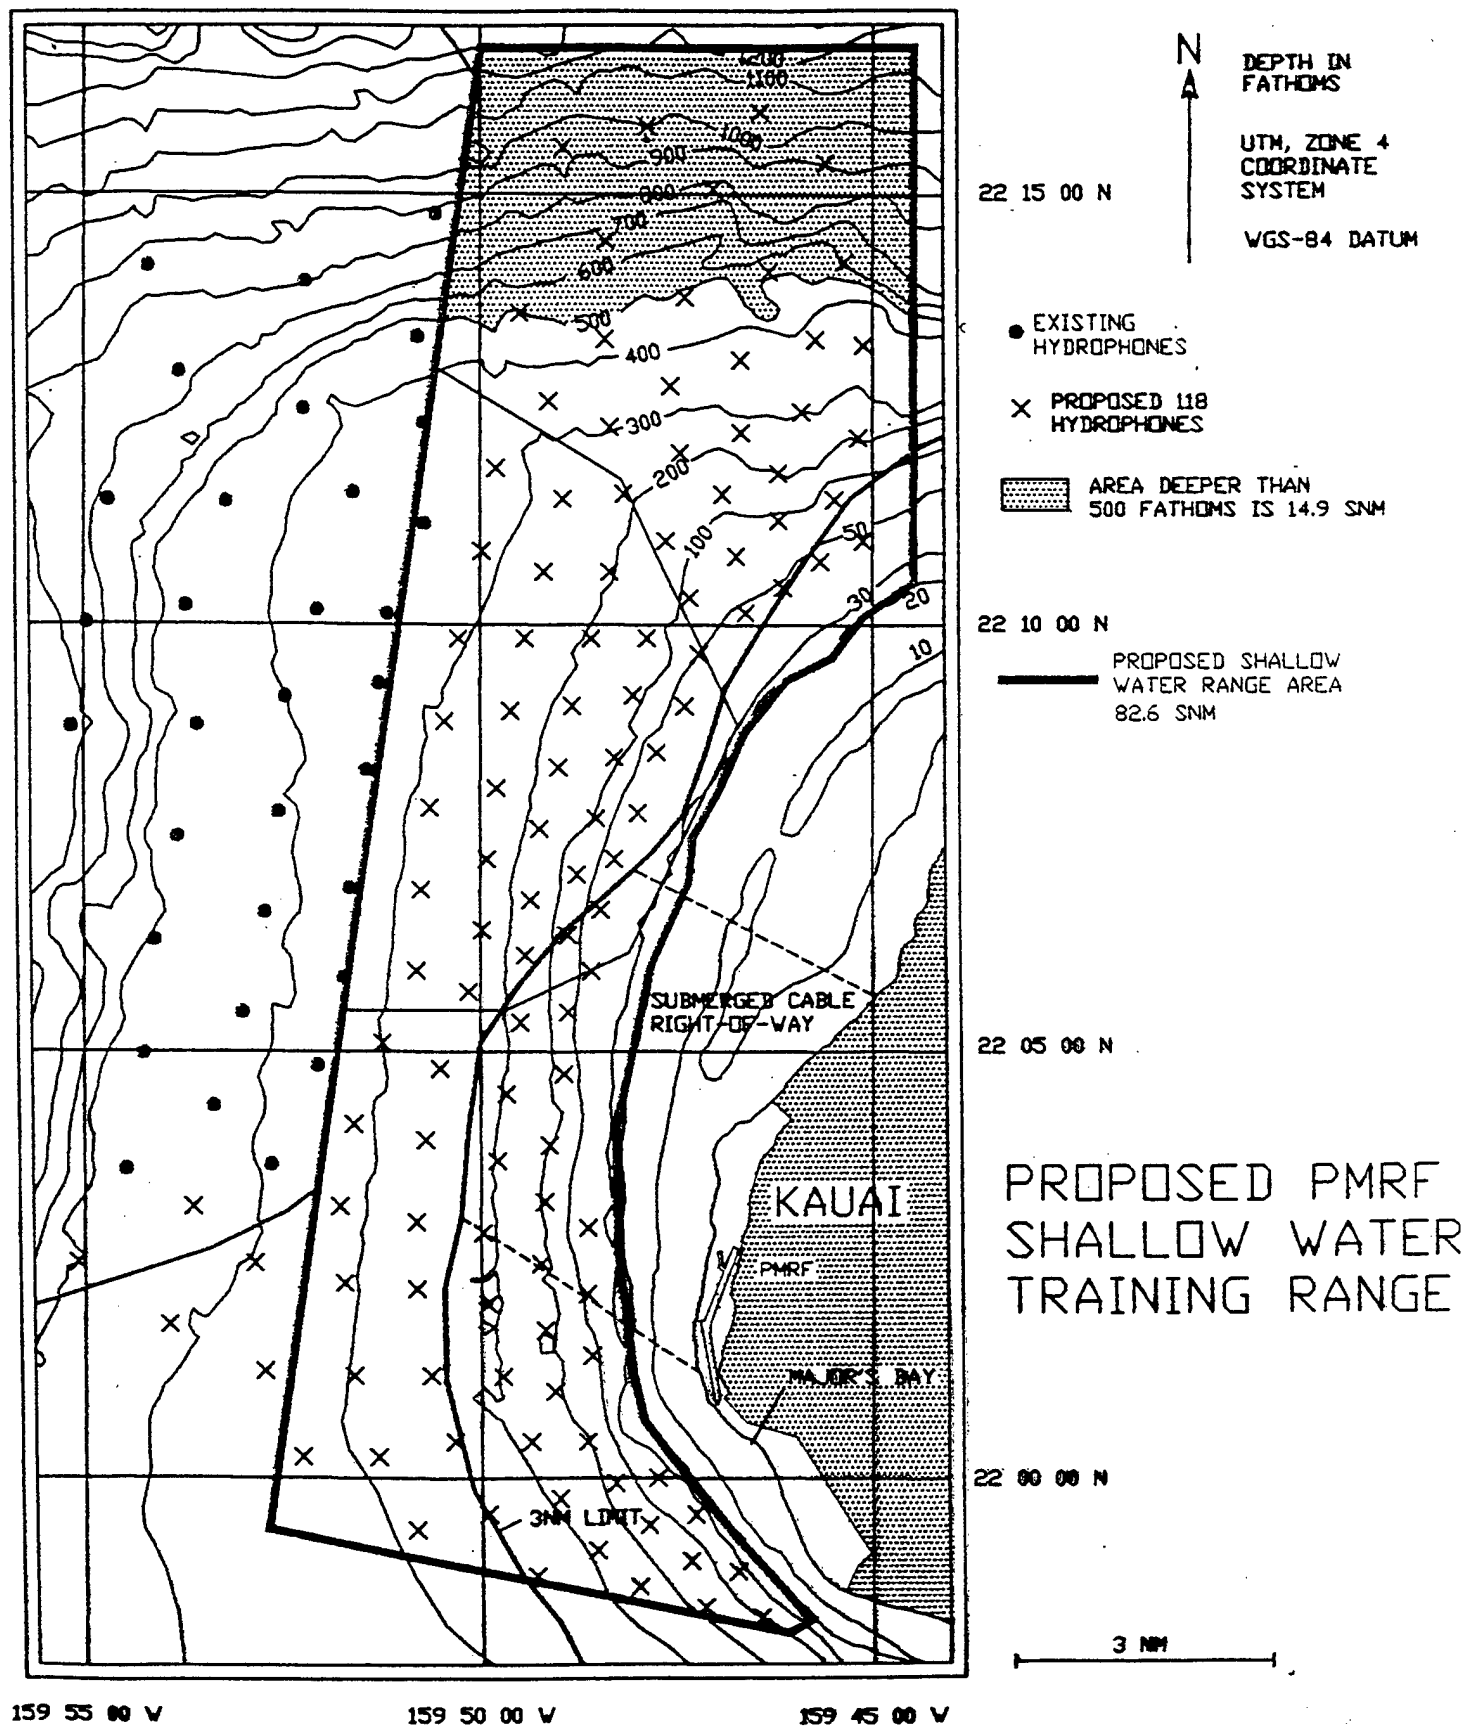 N
DEPTH IN
FATHOMS
UTM, ZONE 4
COORDINATE
SYSTEM
WGS-84 DATUM
EXISTING
HYDROPHONES
PROPOSED 118
HYDROPHONES
AREA DEEPER THAN
500 FATHOMS IS 14.9 SNM
PROPOSED SHALLOW
WATER RANGE AREA
82.6 SNM
PROPOSED PMRF
SHALLOW WATER
TRAINING RANGE
3 NM
1200
1100
1000
900
800
700
600
500
400
300
200
100
50
30
20
10
SUBMERGED CABLE
RIGHT-OF-WAY
KAUAI
PMRF
MAJOR'S BAY
3NM LIMIT
22 15 00 N
22 10 00 N
22 05 00 N
22 00 00 N
159 55 00 W
159 50 00 W
159 45 00 W